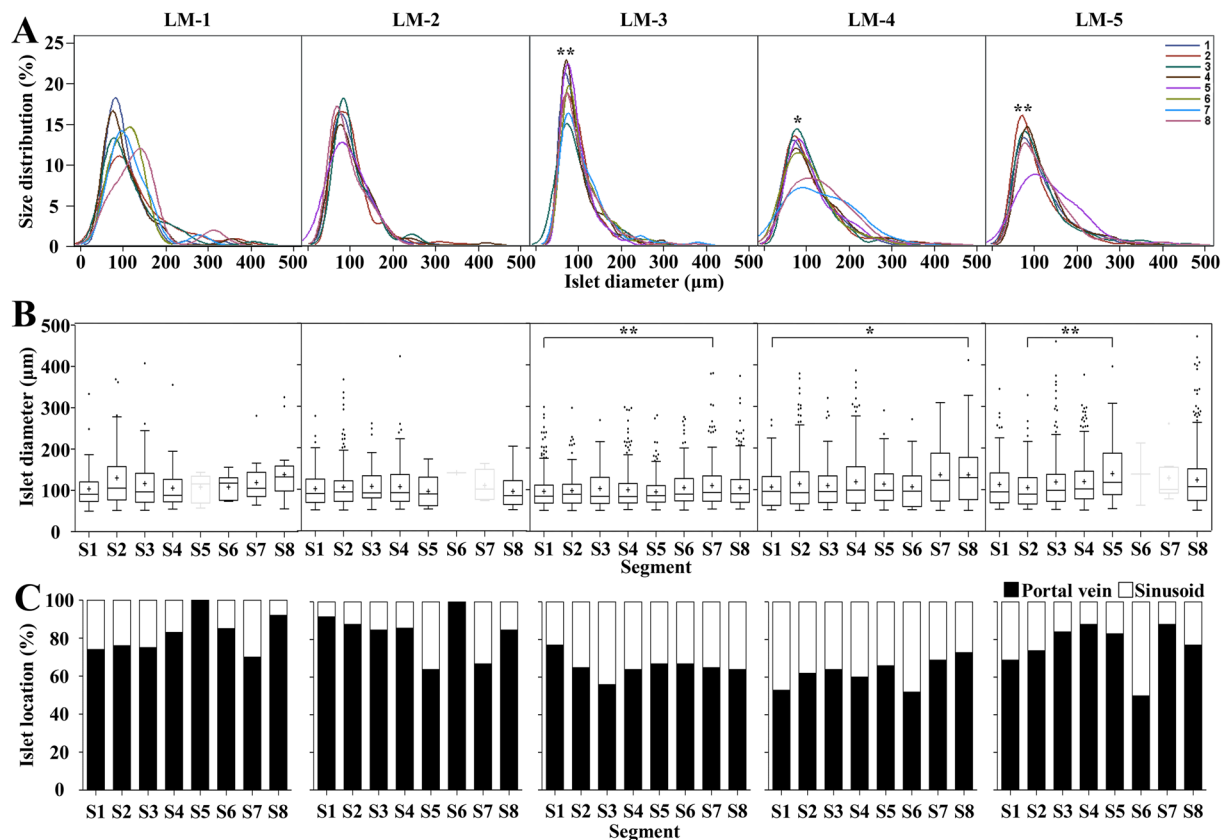 LM-1 LM-2 LM-3 LM-4 LM-5
A
Size distribution (%)
25
20
15
10
5
0
** * **
1
2
3
4
5
6
7
8
0 100 200 300 400 500 100 200 300 400 500 100 200 300 400 500 100 200 300 400 500 100 200 300 400 500
Islet diameter (µm)
B
Islet diameter (µm)
500
400
300
200
100
0
** * **
S1 S2 S3 S4 S5 S6 S7 S8 S1 S2 S3 S4 S5 S6 S7 S8 S1 S2 S3 S4 S5 S6 S7 S8 S1 S2 S3 S4 S5 S6 S7 S8 S1 S2 S3 S4 S5 S6 S7 S8
Segment
C
Portal vein Sinusoid
Islet location (%)
100
80
60
40
20
0
S1 S2 S3 S4 S5 S6 S7 S8 S1 S2 S3 S4 S5 S6 S7 S8 S1 S2 S3 S4 S5 S6 S7 S8 S1 S2 S3 S4 S5 S6 S7 S8 S1 S2 S3 S4 S5 S6 S7 S8
Segment